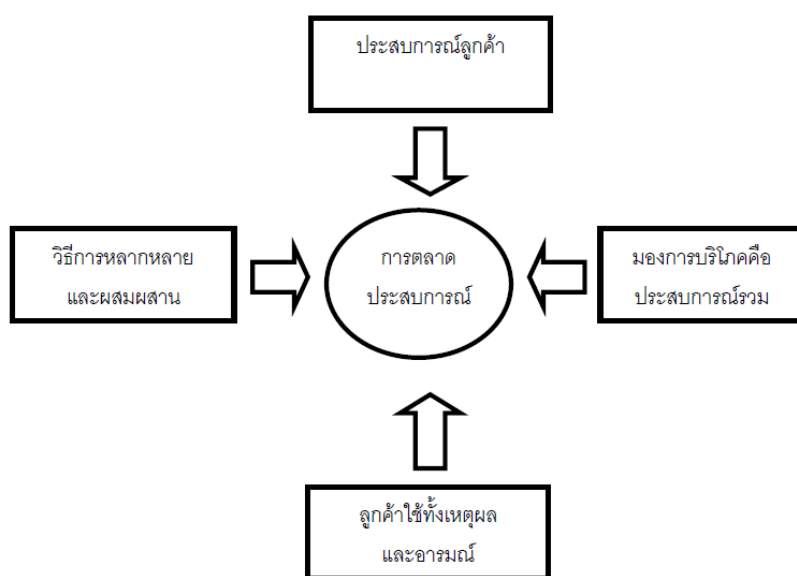 ประสบการณ์ลูกค้า
วิธีการหลากหลาย
และผสมผสาน
การตลาด
ประสบการณ์
มองการบริโภคคือ
ประสบการณ์รวม
ลูกค้าใช้ทั้งเหตุผล
และอารมณ์